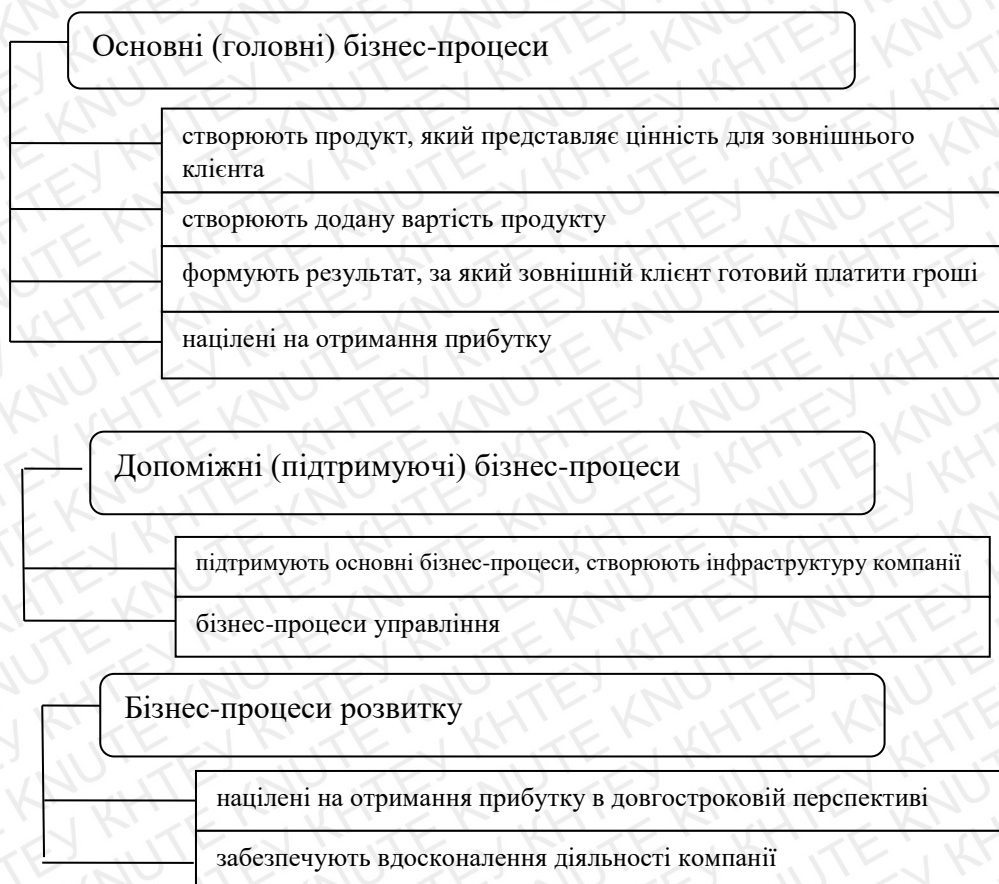 Основні (головні) бізнес-процеси
створюють продукт, який представляє цінність для зовнішнього
клієнта
створюють додану вартість продукту
формують результат, за який зовнішній клієнт готовий платити гроші
націлені на отримання прибутку
Допоміжні (підтримуючі) бізнес-процеси
підтримують основні бізнес-процеси, створюють інфраструктуру компанії
бізнес-процеси управління
Бізнес-процеси розвитку
націлені на отримання прибутку в довгостроковій перспективі
забезпечують вдосконалення діяльності компанії